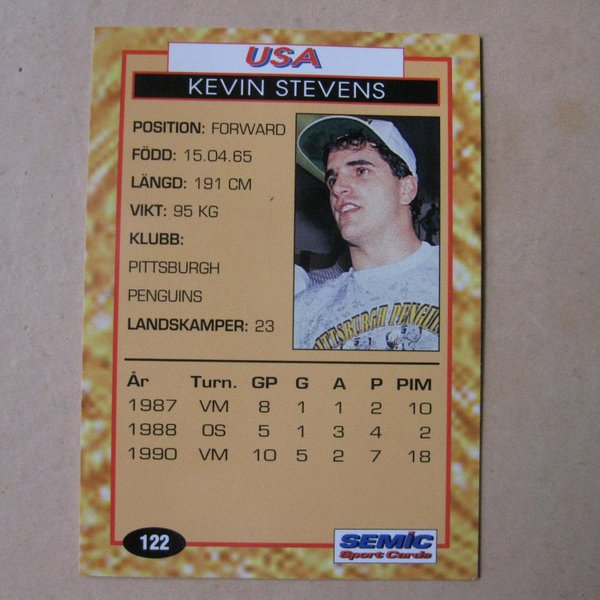 USA
KEVIN STEVENS
POSITION: FORWARD
FÖDD: 15.04.65
LÄNGD: 191 CM
VIKT: 95 KG
KLUBB:
PITTSBURGH
PENGUINS
LANDSKAMPER: 23
PITTSBURGH PENGUIN
År Turn. GP G A P PIM
1987 VM 8 1 1 2 10
1988 OS 5 1 3 4 2
1990 VM 10 5 2 7 18
122
SEMIC
Sport Cards